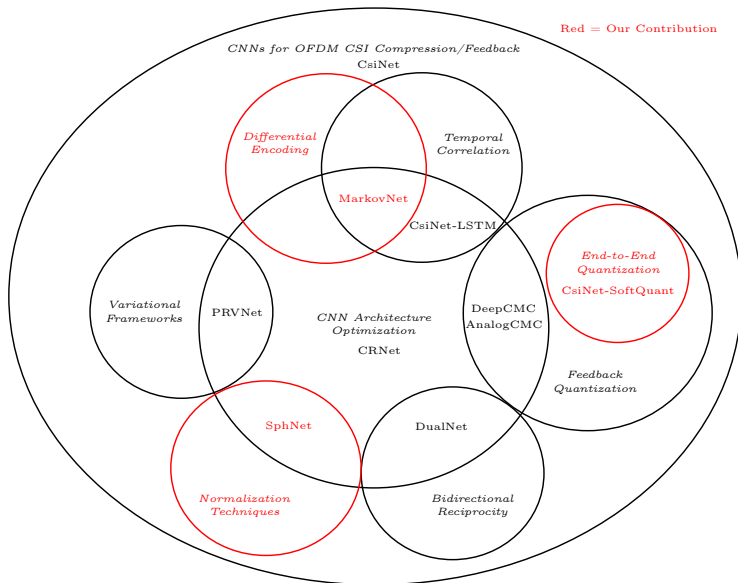 Red = Our Contribution
CNNs for OFDM CSI Compression/Feedback
CsiNet
Differential
Encoding
Temporal
Correlation
MarkovNet
CsiNet-LSTM
End-to-End
Quantization
CsiNet-SoftQuant
Variational
Frameworks
PRVNet
CNN Architecture
Optimization
CRNet
DeepCMC
AnalogCMC
Feedback
Quantization
SphNet
DualNet
Normalization
Techniques
Bidirectional
Reciprocity